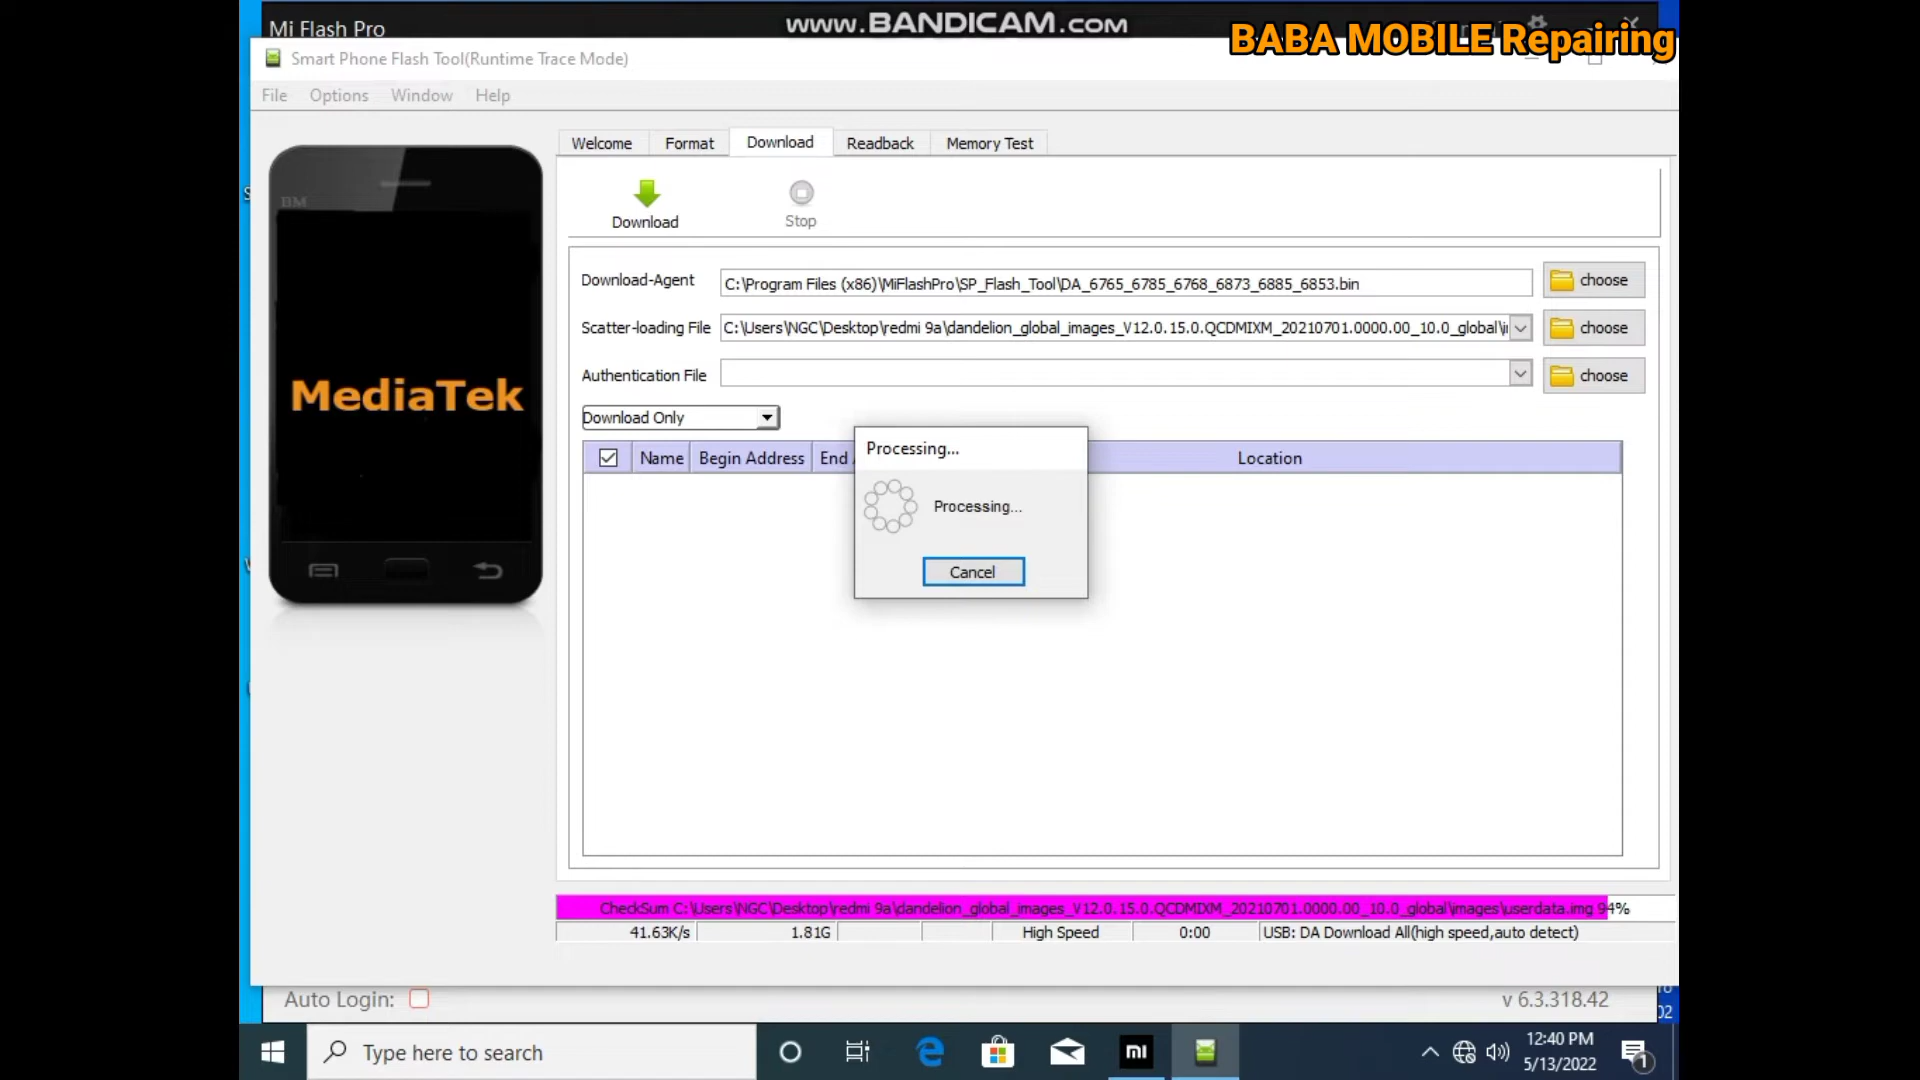 Mi Flash Pro
www.BANDICAM.com
BABA MOBILE Repairing
Smart Phone Flash Tool(Runtime Trace Mode)
File Options Window Help
Welcome Format Download Readback Memory Test
BM
Download Stop
Download-Agent C:\Program Files (x86)\MiFlashPro\SP_Flash_Tool\DA_6765_6785_6768_6873_6885_6853.bin choose
Scatter-loading File C:\Users\NGC\Desktop\redmi 9a\dandelion_global_images_V12.0.15.0.QCDMIXM_20210701.0000.00_10.0_global\i choose
Authentication File choose
MediaTek
Download Only
Name Begin Address End Location
Processing...
Processing...
Cancel
CheckSum C:\Users\NGC\Desktop\redmi 9a\dandelion_global_images_V12.0.15.0.QCDMIXM_20210701.0000.00_10.0_global\images\userdata.img 94%
41.63K/s 1.81G High Speed 0:00 USB: DA Download All(high speed,auto detect)
Auto Login: v 6.3.318.42
Type here to search
mi
12:40 PM
5/13/2022
1